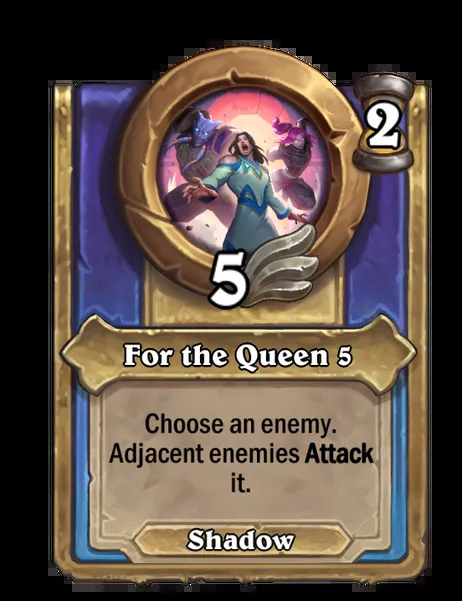 2
5
For the Queen 5
Choose an enemy.
Adjacent enemies Attack
it.
Shadow